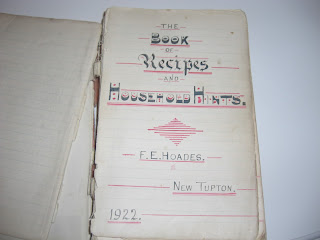 THE
BOOK
OF
RECIPES
AND
HOUSEHOLD HINTS.
F.E. HOADES.
NEW TUPTON.
1922.